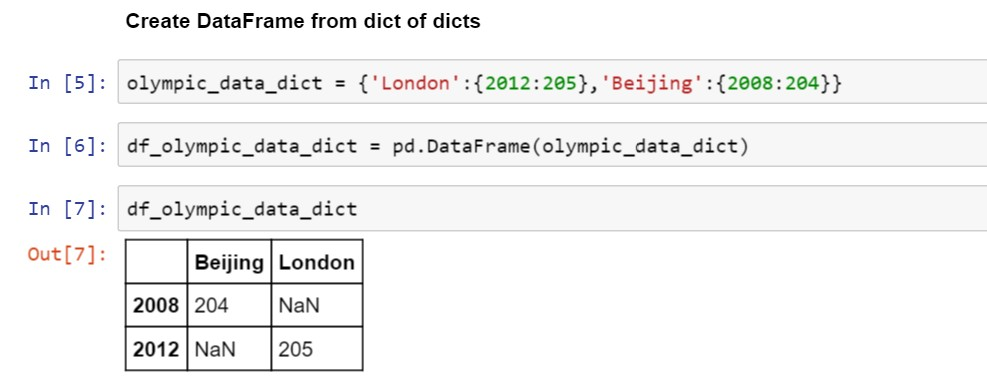 Create DataFrame from dict of dicts
In [5]: olympic_data_dict = {'London':{2012:205},'Beijing':{2008:204}}
In [6]: df_olympic_data_dict = pd.DataFrame(olympic_data_dict)
In [7]: df_olympic_data_dict
Out[7]:
Beijing London
2008 204 NaN
2012 NaN 205